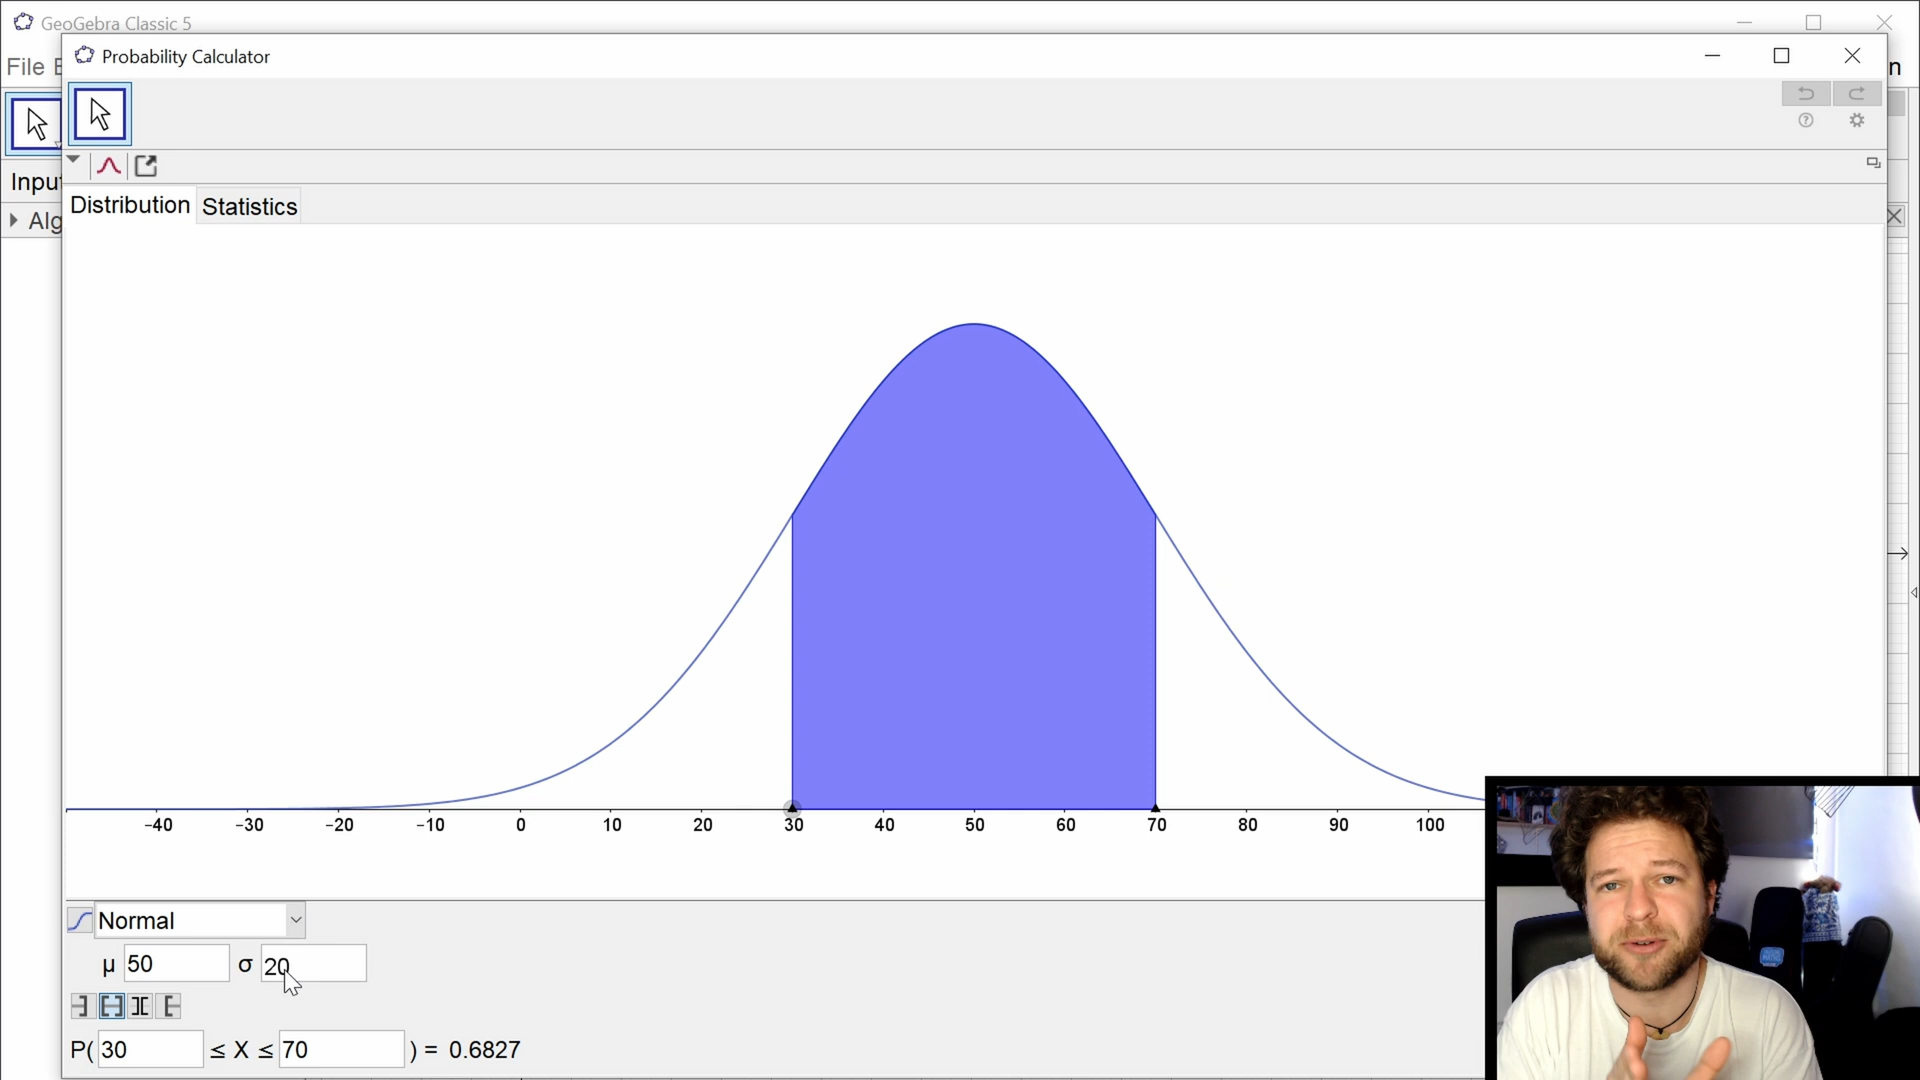 GeoGebra Classic 5
Probability Calculator
File E
n
Input
Distribution Statistics
Alg
-40 -30 -20 -10 0 10 20 30 40 50 60 70 80 90 100
Normal
μ 50 σ 20
P( 30 ≤ X ≤ 70 ) = 0.6827